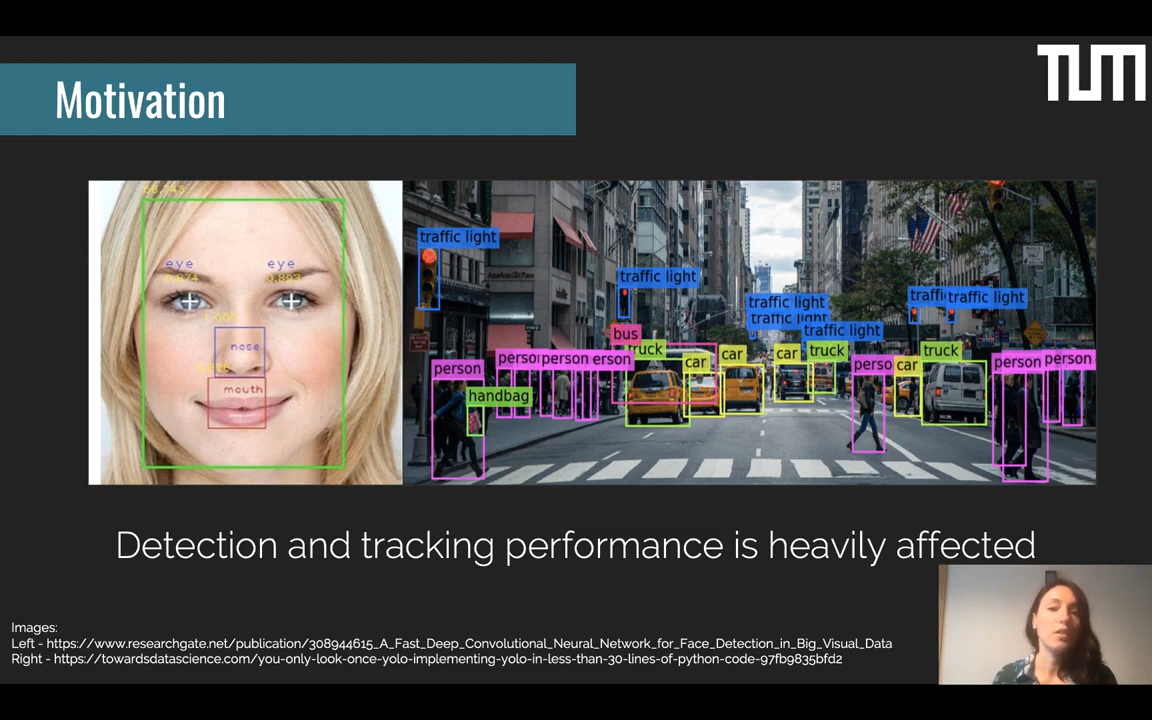 TUM
Motivation
eye
eye
nose
mouth
traffic light
traffic light
traffic light
traffic light
traffic light
traffic light
bus
truck
car
car
car
truck
car
truck
person
person
person
handbag
person
person
person
Detection and tracking performance is heavily affected
Images:
Left - https://www.researchgate.net/publication/308944615_A_Fast_Deep_Convolutional_Neural_Network_for_Face_Detection_in_Big_Visual_Data
Right - https://towardsdatascience.com/you-only-look-once-yolo-implementing-yolo-in-less-than-30-lines-of-python-code-97fb9835bfd2